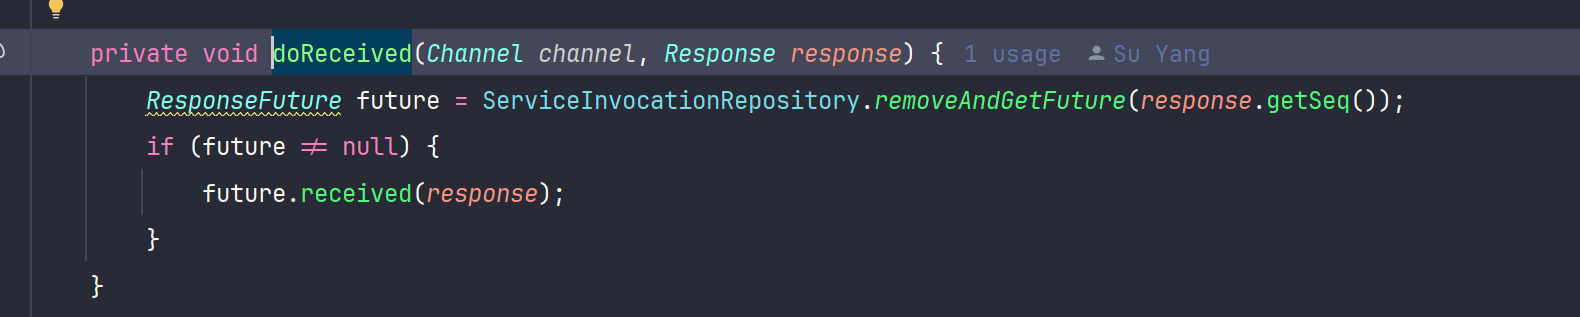 private void doReceived(Channel channel, Response response) { 1 usage Su Yang
ResponseFuture future = ServiceInvocationRepository.removeAndGetFuture(response.getSeq());
if (future ≠ null) {
future.received(response);
}
}